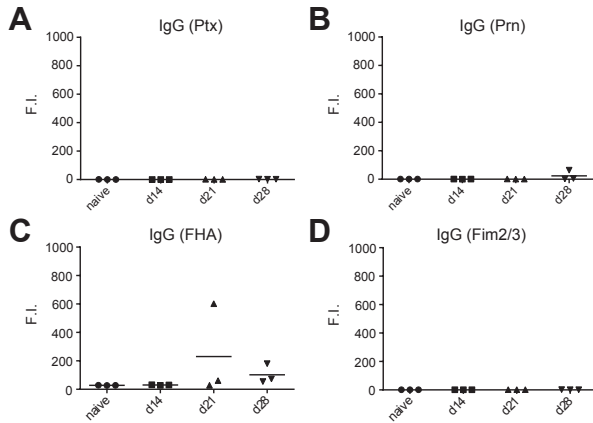 A
IgG (Ptx)
1000
800
600
400
200
0
F.I.
naive
d14
d21
d28
B
IgG (Prn)
1000
800
600
400
200
0
F.I.
naive
d14
d21
d28
C
IgG (FHA)
1000
800
600
400
200
0
F.I.
naive
d14
d21
d28
D
IgG (Fim2/3)
1000
800
600
400
200
0
F.I.
naive
d14
d21
d28